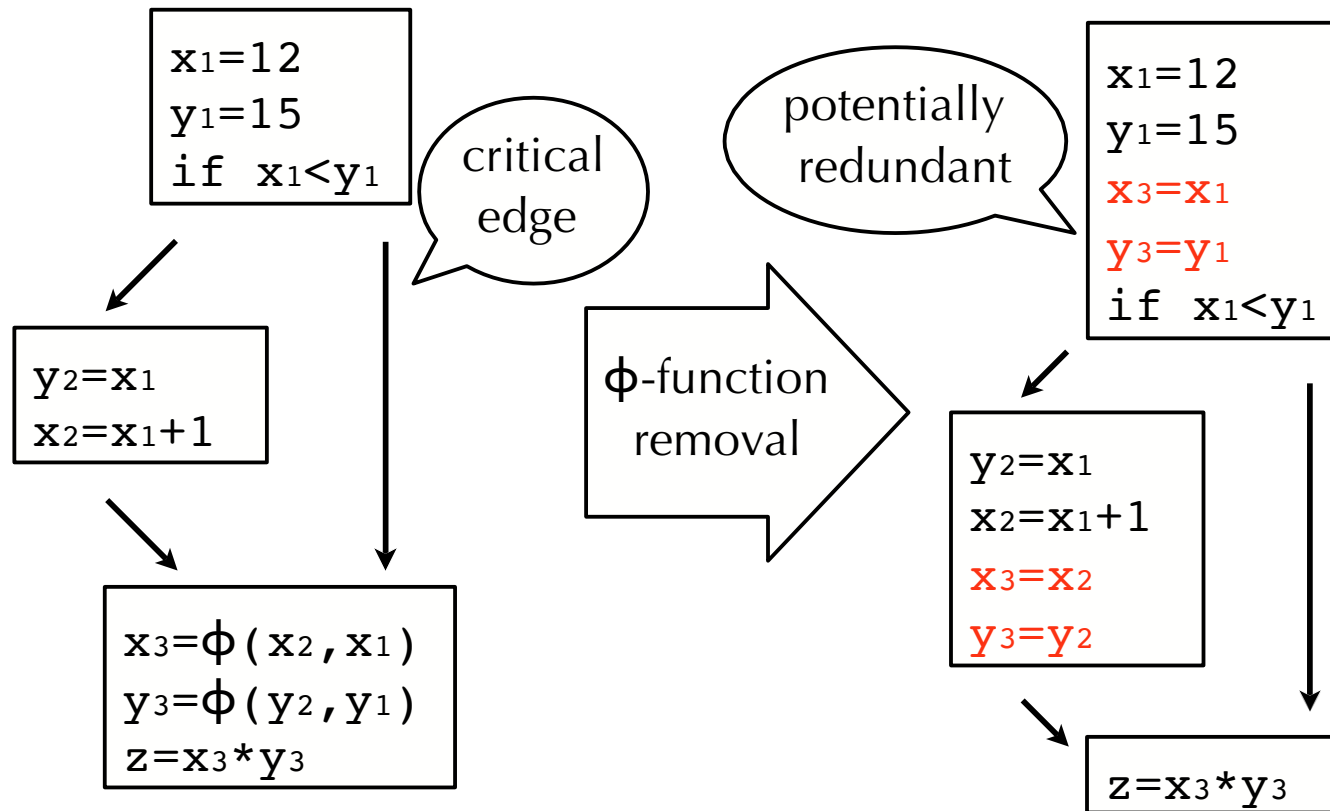 x₁=12
y₁=15
if x₁<y₁
critical
edge
y₂=x₁
x₂=x₁+1
x₃=ϕ(x₂,x₁)
y₃=ϕ(y₂,y₁)
z=x₃*y₃
ϕ-function
removal
potentially
redundant
x₁=12
y₁=15
x₃=x₁
y₃=y₁
if x₁<y₁
y₂=x₁
x₂=x₁+1
x₃=x₂
y₃=y₂
z=x₃*y₃